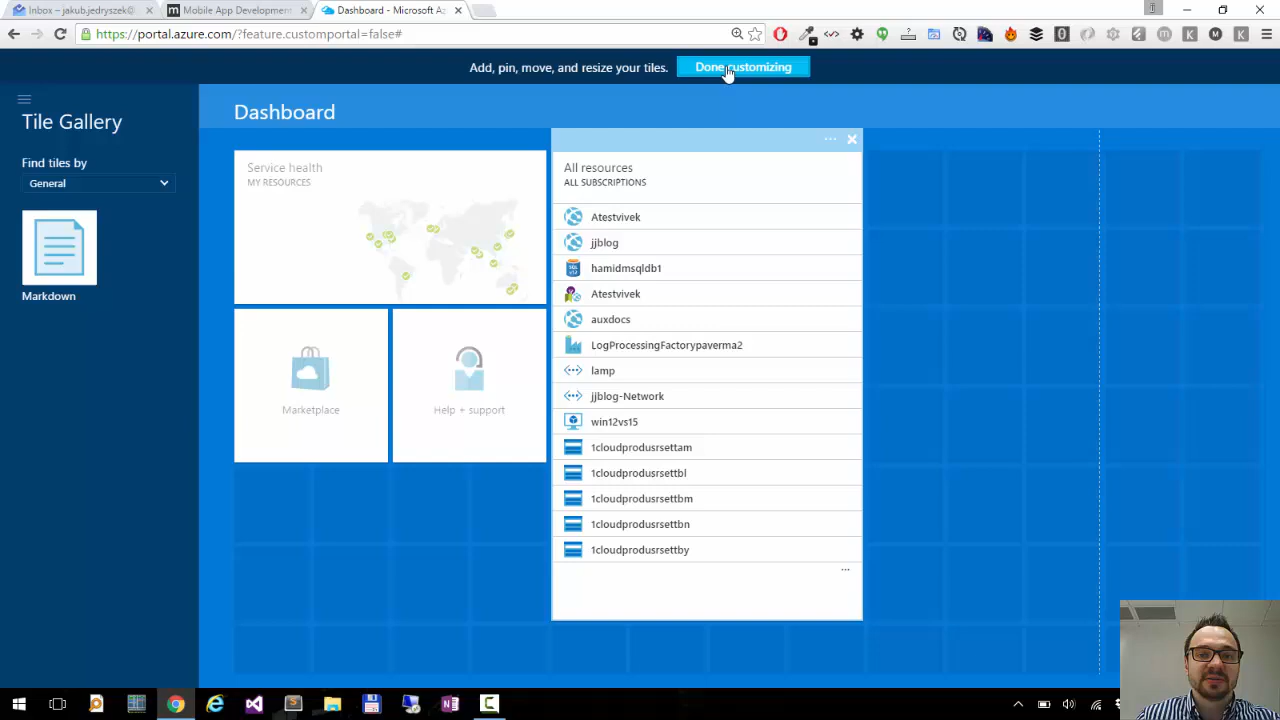 Inbox – jakub.jedryszek@
Mobile App Development
Dashboard - Microsoft Az
https://portal.azure.com/?feature.customportal=false#
Add, pin, move, and resize your tiles.
Done customizing
Tile Gallery
Find tiles by
General
Markdown
Dashboard
Service health
MY RESOURCES
Marketplace
Help + support
All resources
ALL SUBSCRIPTIONS
Atestvivek
jjblog
hamidmsqldb1
Atestvivek
auxdocs
LogProcessingFactorypaverma2
lamp
jjblog-Network
win12vs15
1cloudprodusrsettam
1cloudprodusrsettbl
1cloudprodusrsettbm
1cloudprodusrsettbn
1cloudprodusrsettby
...